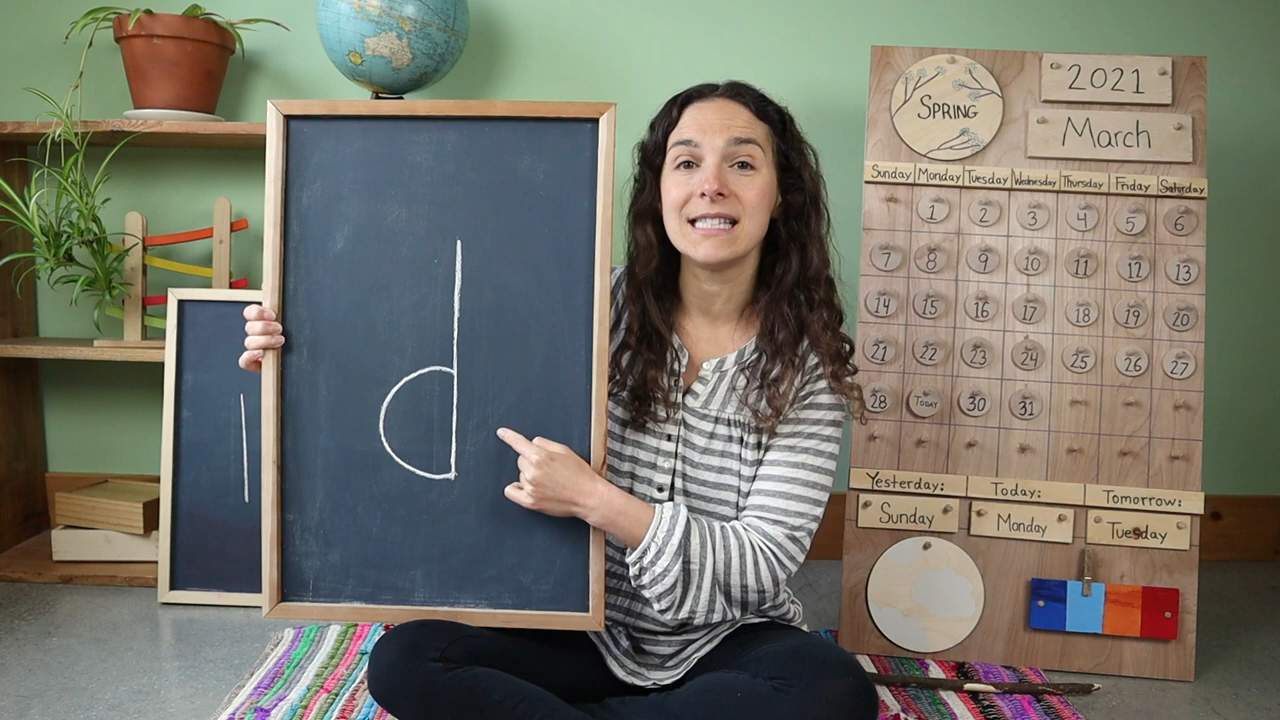 d
l
SPRING
2021
March
Sunday Monday Tuesday Wednesday Thursday Friday Saturday
1 2 3 4 5 6
7 8 9 10 11 12 13
14 15 16 17 18 19 20
21 22 23 24 25 26 27
28 TODAY 30 31
Yesterday: Today: Tomorrow:
Sunday Monday Tuesday